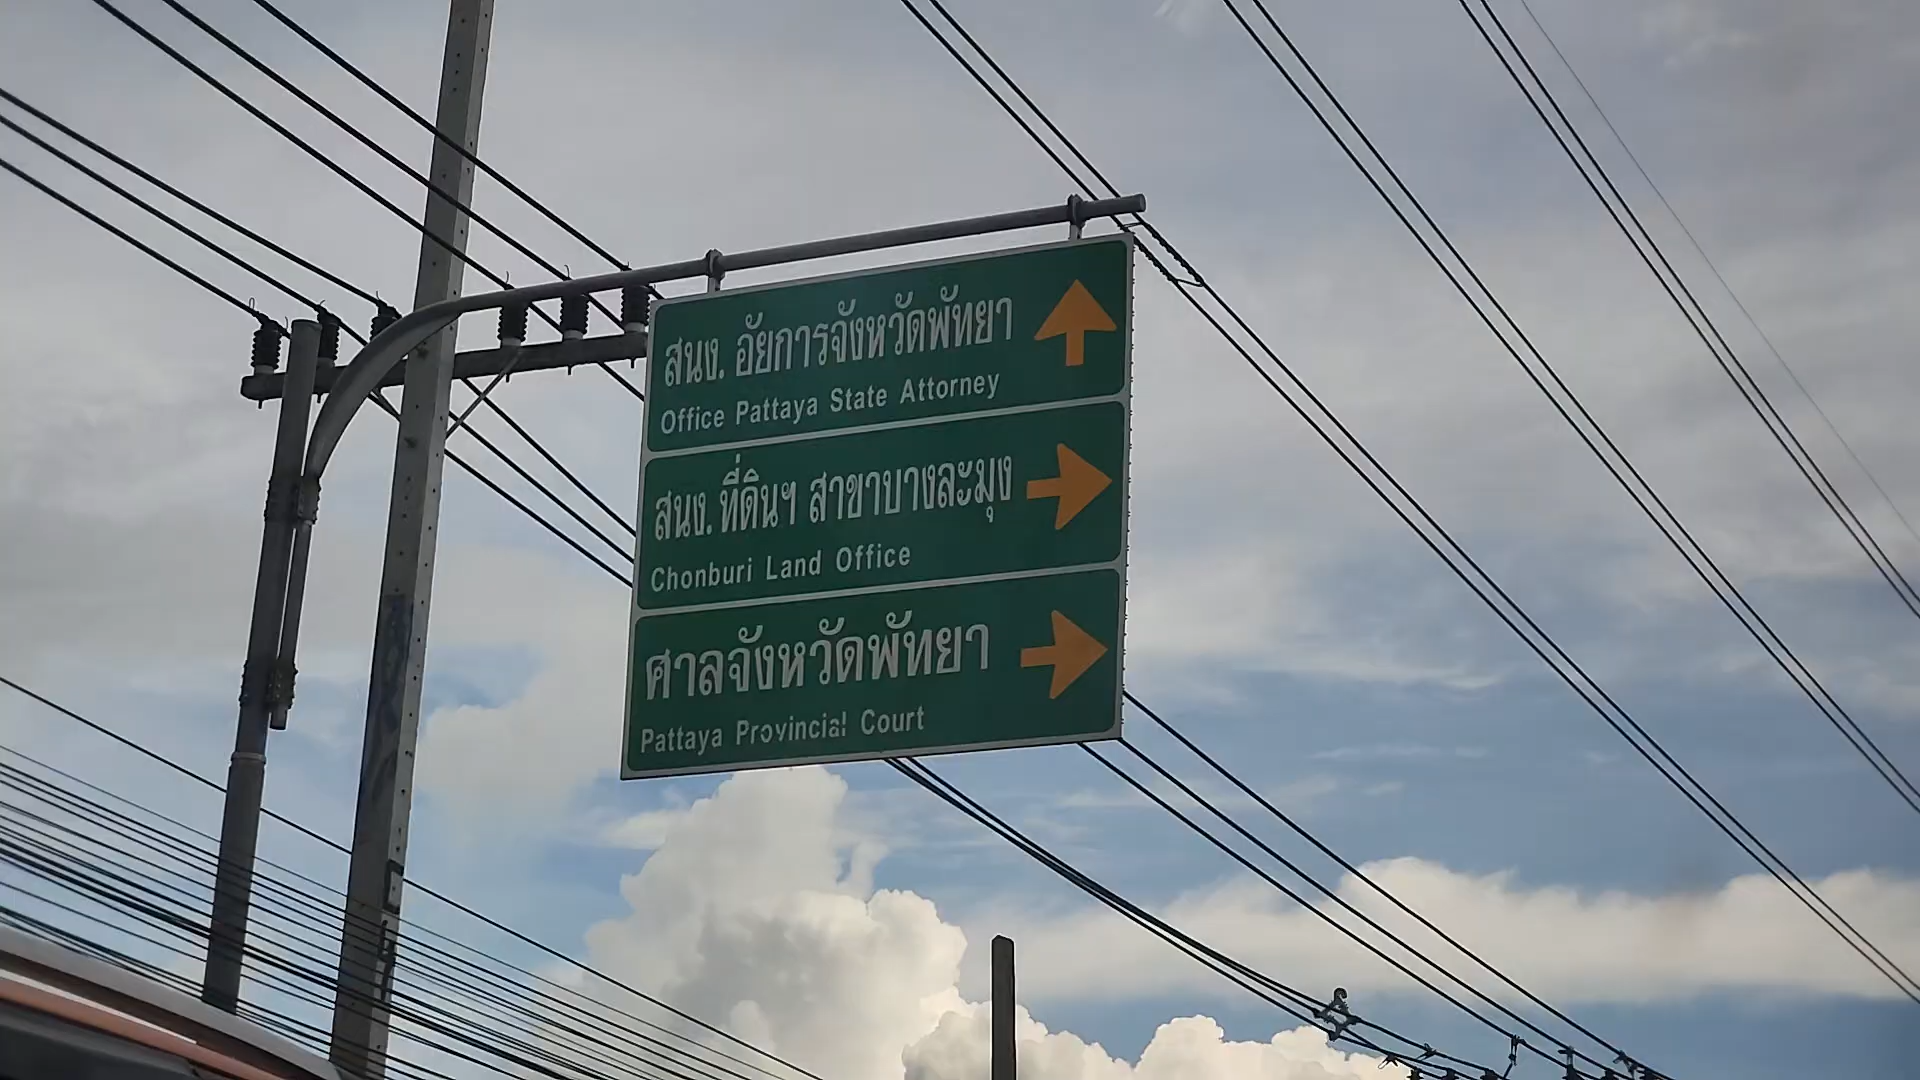 สนง. อัยการจังหวัดพัทยา
Office Pattaya State Attorney
สนง. ที่ดินฯ สาขาบางละมุง
Chonburi Land Office
ศาลจังหวัดพัทยา
Pattaya Provincial Court